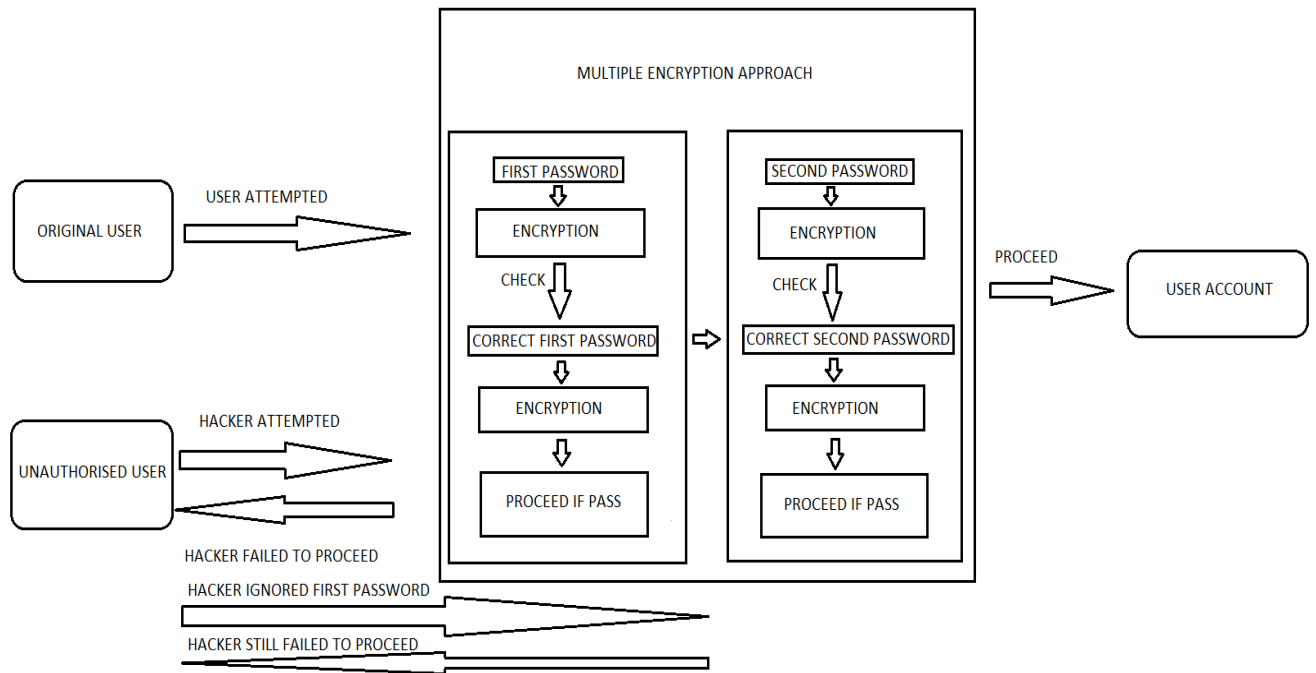 MULTIPLE ENCRYPTION APPROACH
ORIGINAL USER
USER ATTEMPTED
FIRST PASSWORD
ENCRYPTION
CHECK
CORRECT FIRST PASSWORD
ENCRYPTION
PROCEED IF PASS
SECOND PASSWORD
ENCRYPTION
CHECK
CORRECT SECOND PASSWORD
ENCRYPTION
PROCEED IF PASS
PROCEED
USER ACCOUNT
UNAUTHORISED USER
HACKER ATTEMPTED
HACKER FAILED TO PROCEED
HACKER IGNORED FIRST PASSWORD
HACKER STILL FAILED TO PROCEED